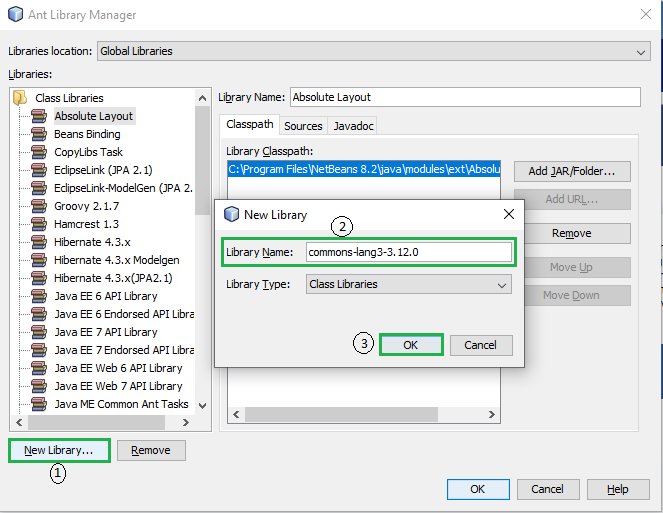 Ant Library Manager
Libraries location: Global Libraries
Libraries:
Class Libraries
Absolute Layout
Beans Binding
CopyLibs Task
EclipseLink (JPA 2.1)
EclipseLink-ModelGen (JPA 2.
Groovy 2.1.7
Hamcrest 1.3
Hibernate 4.3.x
Hibernate 4.3.x Modelgen
Hibernate 4.3.x(JPA2.1)
Java EE 6 API Library
Java EE 6 Endorsed API Libra
Java EE 7 API Library
Java EE 7 Endorsed API Libra
Java EE Web 6 API Library
Java EE Web 7 API Library
Java ME Common Ant Tasks
New Library... Remove
1
Library Name: Absolute Layout
Classpath Sources Javadoc
Library Classpath:
C:\Program Files\NetBeans 8.2\java\modules\ext\Absolu
Add JAR/Folder...
Add URL...
Remove
Move Up
Move Down
New Library
2
Library Name: commons-lang3-3.12.0
Library Type: Class Libraries
3 OK Cancel
OK Cancel Help